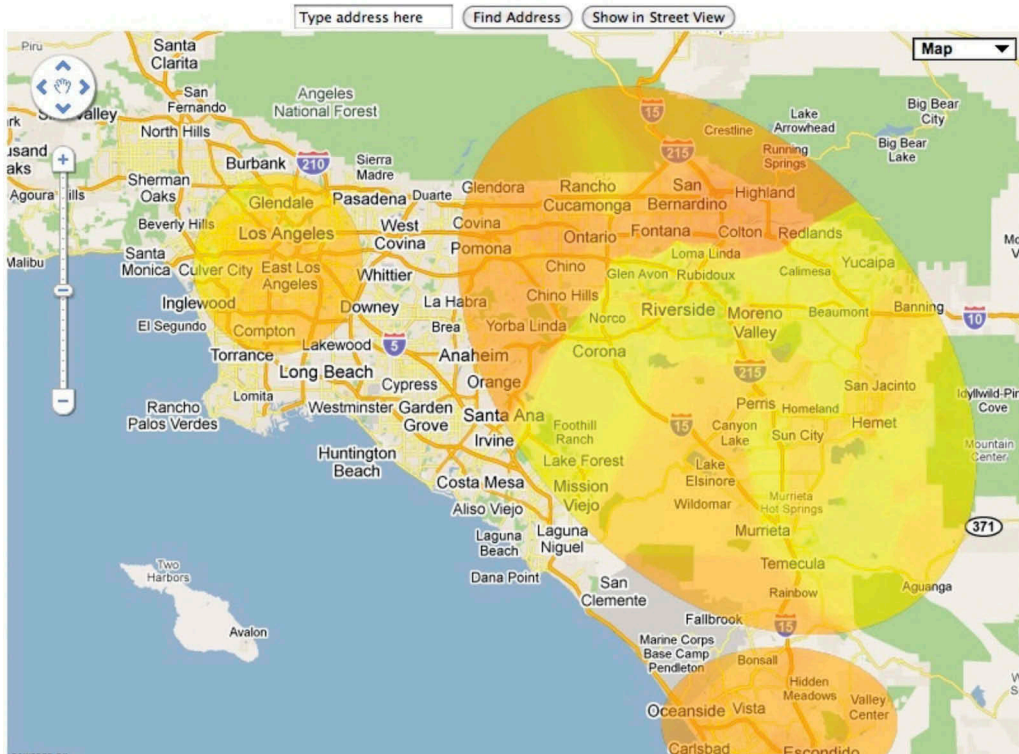 Type address here
Find Address
Show in Street View
Map
Piru
Santa
Clarita
San
Fernando
Angeles
National Forest
15
Crestline
Lake
Arrowhead
Big Bear
City
Big Bear
Lake
North Hills
Burbank
210
Sierra
Madre
215
Running
Springs
Agoura
Sherman
Oaks
Glendale
Pasadena
Duarte
Glendora
Rancho
Cucamonga
San
Bernardino
Highland
Beverly Hills
Los Angeles
West
Covina
Covina
Pomona
Ontario
Fontana
Colton
Redlands
Malibu
Santa
Monica
Culver City
East Los
Angeles
Whittier
Chino
Glen Avon
Rubidoux
Loma Linda
Calimesa
Yucaipa
Inglewood
Downey
La Habra
Chino Hills
Norco
Riverside
Moreno
Valley
Beaumont
Banning
10
El Segundo
Compton
Brea
Yorba Linda
Corona
Torrance
Lakewood
5
Anaheim
215
Long Beach
Cypress
Orange
San Jacinto
Cove
Lomita
Rancho
Palos Verdes
Westminster
Garden
Grove
Santa Ana
Perris
Homeland
Hemet
15
Canyon
Lake
Sun City
Irvine
Foothill
Ranch
Mountain
Center
Huntington
Beach
Lake Forest
Lake
Elsinore
Costa Mesa
Mission
Viejo
Wildomar
Murrieta
Hot Springs
Aliso Viejo
Laguna
Beach
Laguna
Niguel
Murrieta
371
Two
Harbors
Dana Point
San
Clemente
Temecula
Rainbow
Aguanga
Avalon
Fallbrook
15
Marine Corps
Base Camp
Pendleton
Bonsall
Hidden
Meadows
Valley
Center
Oceanside
Vista
Carlsbad
Escondido